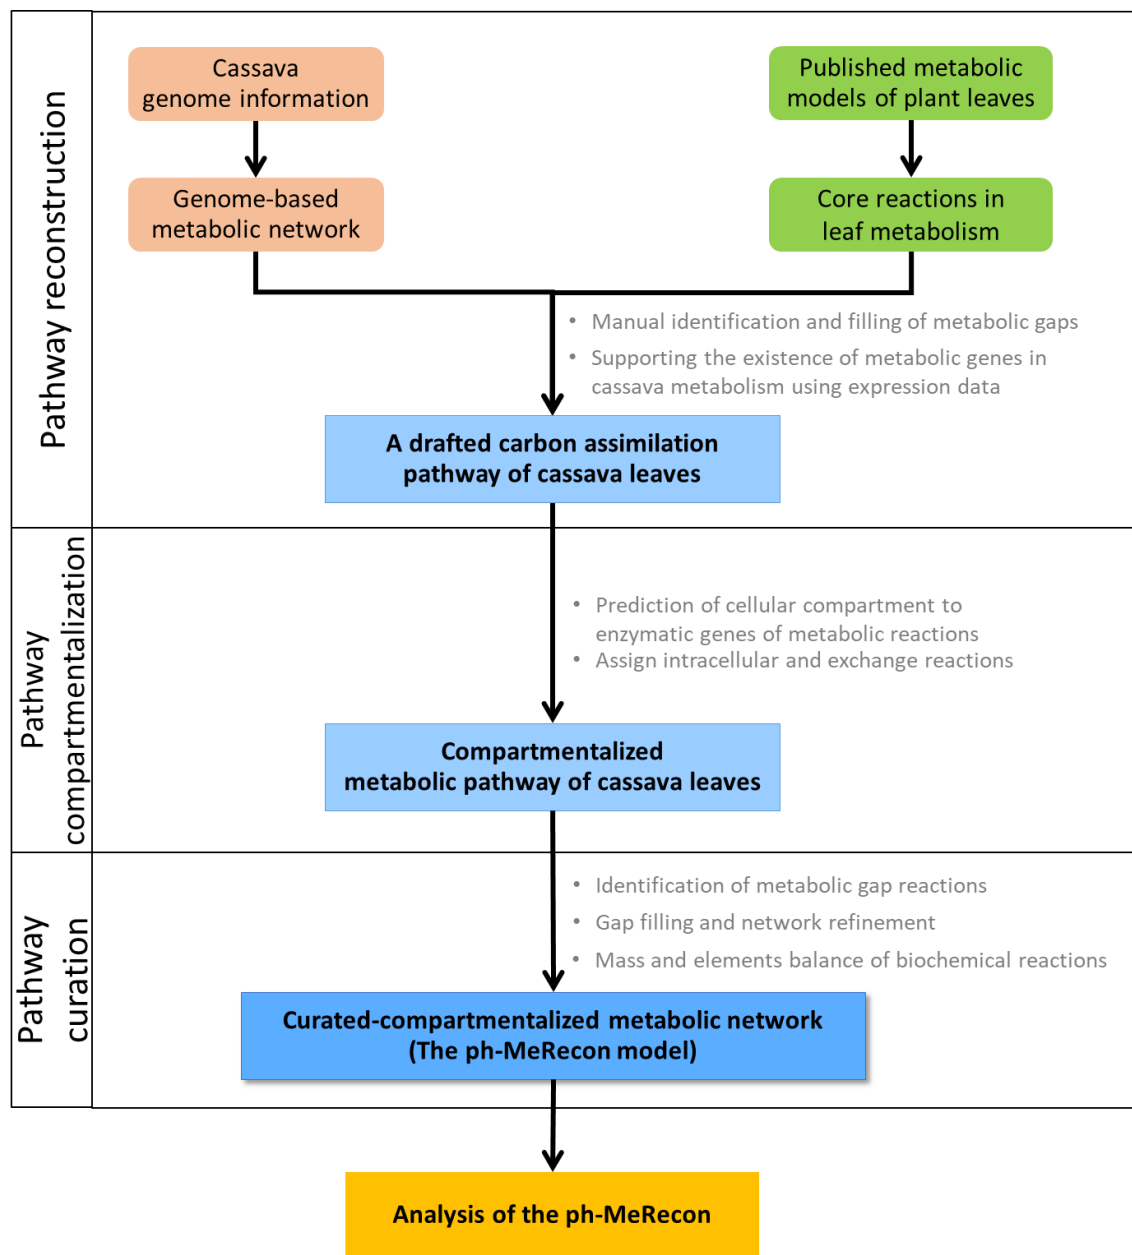 Pathway reconstruction
Cassava
genome information
Published metabolic
models of plant leaves
Genome-based
metabolic network
Core reactions in
leaf metabolism
• Manual identification and filling of metabolic gaps
• Supporting the existence of metabolic genes in
cassava metabolism using expression data
A drafted carbon assimilation
pathway of cassava leaves
Pathway
compartmentalization
• Prediction of cellular compartment to
enzymatic genes of metabolic reactions
• Assign intracellular and exchange reactions
Compartmentalized
metabolic pathway of cassava leaves
Pathway
curation
• Identification of metabolic gap reactions
• Gap filling and network refinement
• Mass and elements balance of biochemical reactions
Curated-compartmentalized metabolic network
(The ph-MeRecon model)
Analysis of the ph-MeRecon